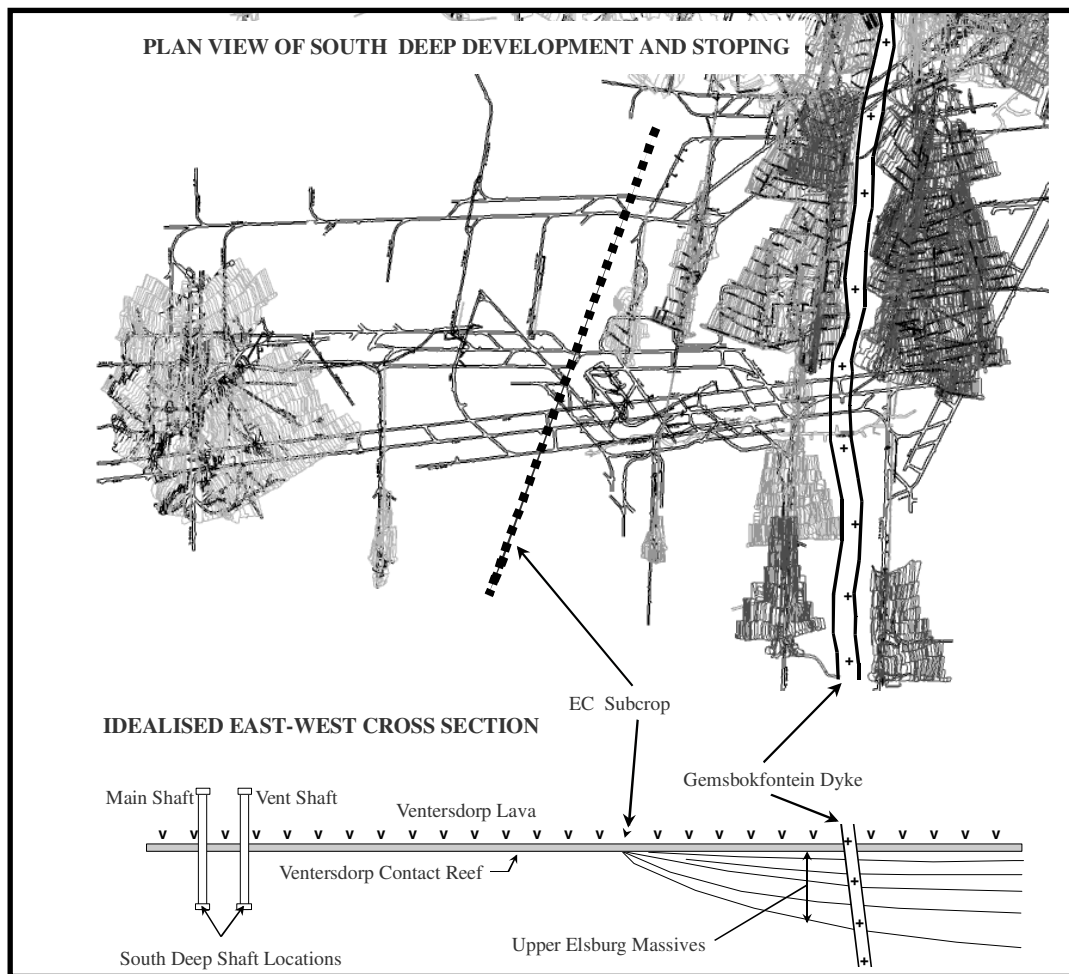 PLAN VIEW OF SOUTH DEEP DEVELOPMENT AND STOPING
EC Subcrop
IDEALISED EAST-WEST CROSS SECTION
Gemsbokfontein Dyke
Main Shaft
Vent Shaft
Ventersdorp Lava
v v v v v v v v v v v v v v v v v v v v v v v v v v
Ventersdorp Contact Reef
Upper Elsburg Massives
South Deep Shaft Locations